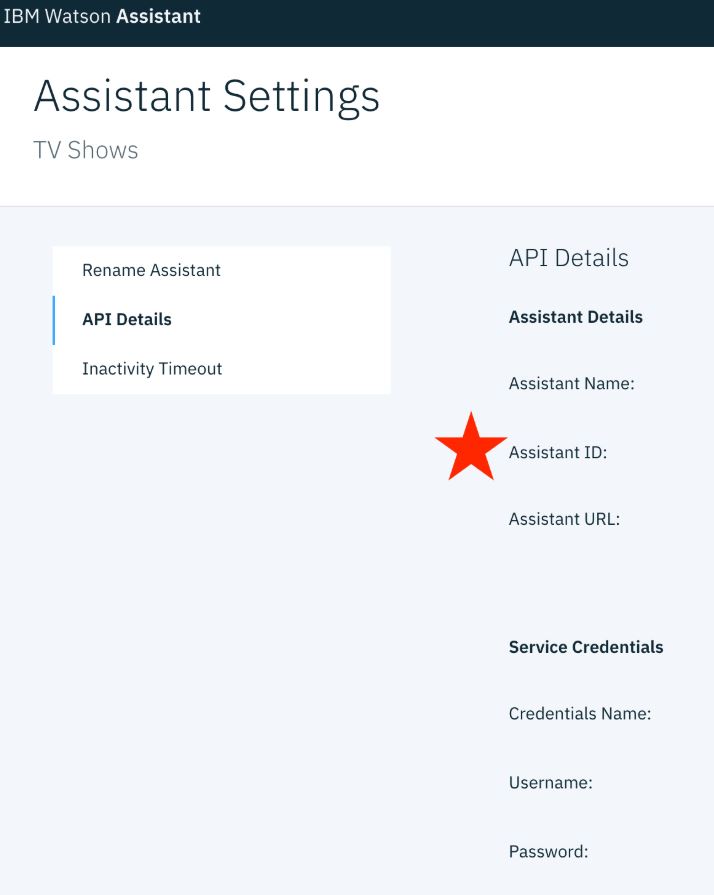 IBM Watson Assistant
Assistant Settings
TV Shows
Rename Assistant
API Details
Inactivity Timeout
API Details
Assistant Details
Assistant Name:
Assistant ID:
Assistant URL:
Service Credentials
Credentials Name:
Username:
Password: